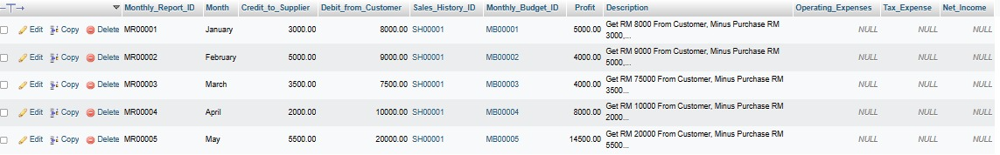 Monthly_Report_ID Month Credit_to_Supplier Debit_from_Customer Sales_History_ID Monthly_Budget_ID Profit Description Operating_Expenses Tax_Expense Net_Income
Edit Copy Delete MR00001 January 3000.00 8000.00 SH00001 MB00001 5000.00 Get RM 8000 From Customer, Minus Purchase RM NULL NULL NULL
3000,...
Edit Copy Delete MR00002 February 5000.00 9000.00 SH00001 MB00002 4000.00 Get RM 9000 From Customer, Minus Purchase RM NULL NULL NULL
5000,...
Edit Copy Delete MR00003 March 3500.00 7500.00 SH00001 MB00003 4000.00 Get RM 75000 From Customer, Minus Purchase RM NULL NULL NULL
3500...
Edit Copy Delete MR00004 April 2000.00 10000.00 SH00001 MB00004 8000.00 Get RM 10000 From Customer, Minus Purchase RM NULL NULL NULL
2000...
Edit Copy Delete MR00005 May 5500.00 20000.00 SH00001 MB00005 14500.00 Get RM 20000 From Customer, Minus Purchase RM NULL NULL NULL
5500...